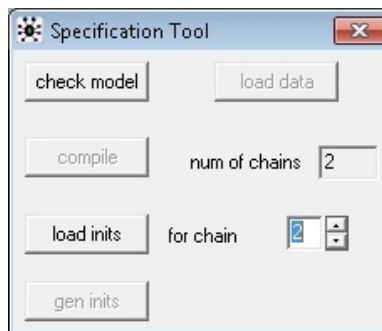 Specification Tool
check model load data
compile num of chains 2
load inits for chain 2
gen inits